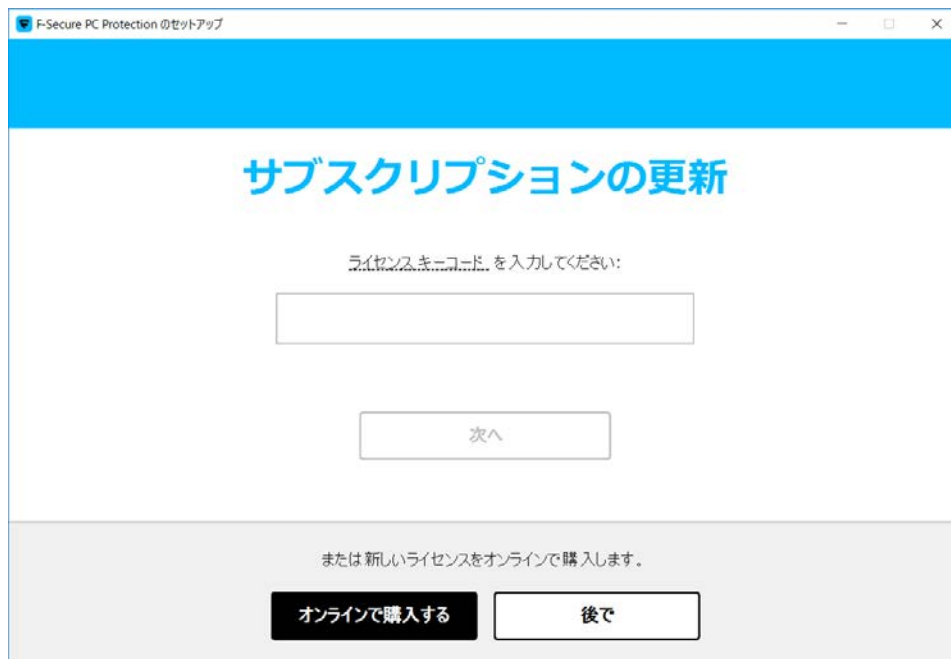 F-Secure PC Protection のセットアップ
サブスクリプションの更新
ライセンス キーコード を入力してください:
次へ
または新しいライセンスをオンラインで購入します。
オンラインで購入する
後で